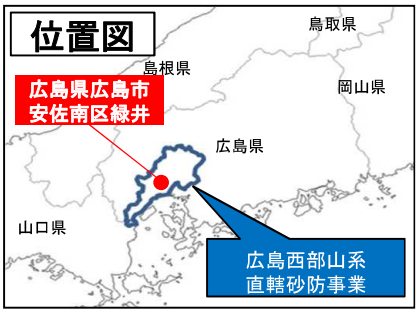 位置図
鳥取県
島根県
広島県広島市
安佐南区緑井
岡山県
広島県
山口県
広島西部山系
直轄砂防事業